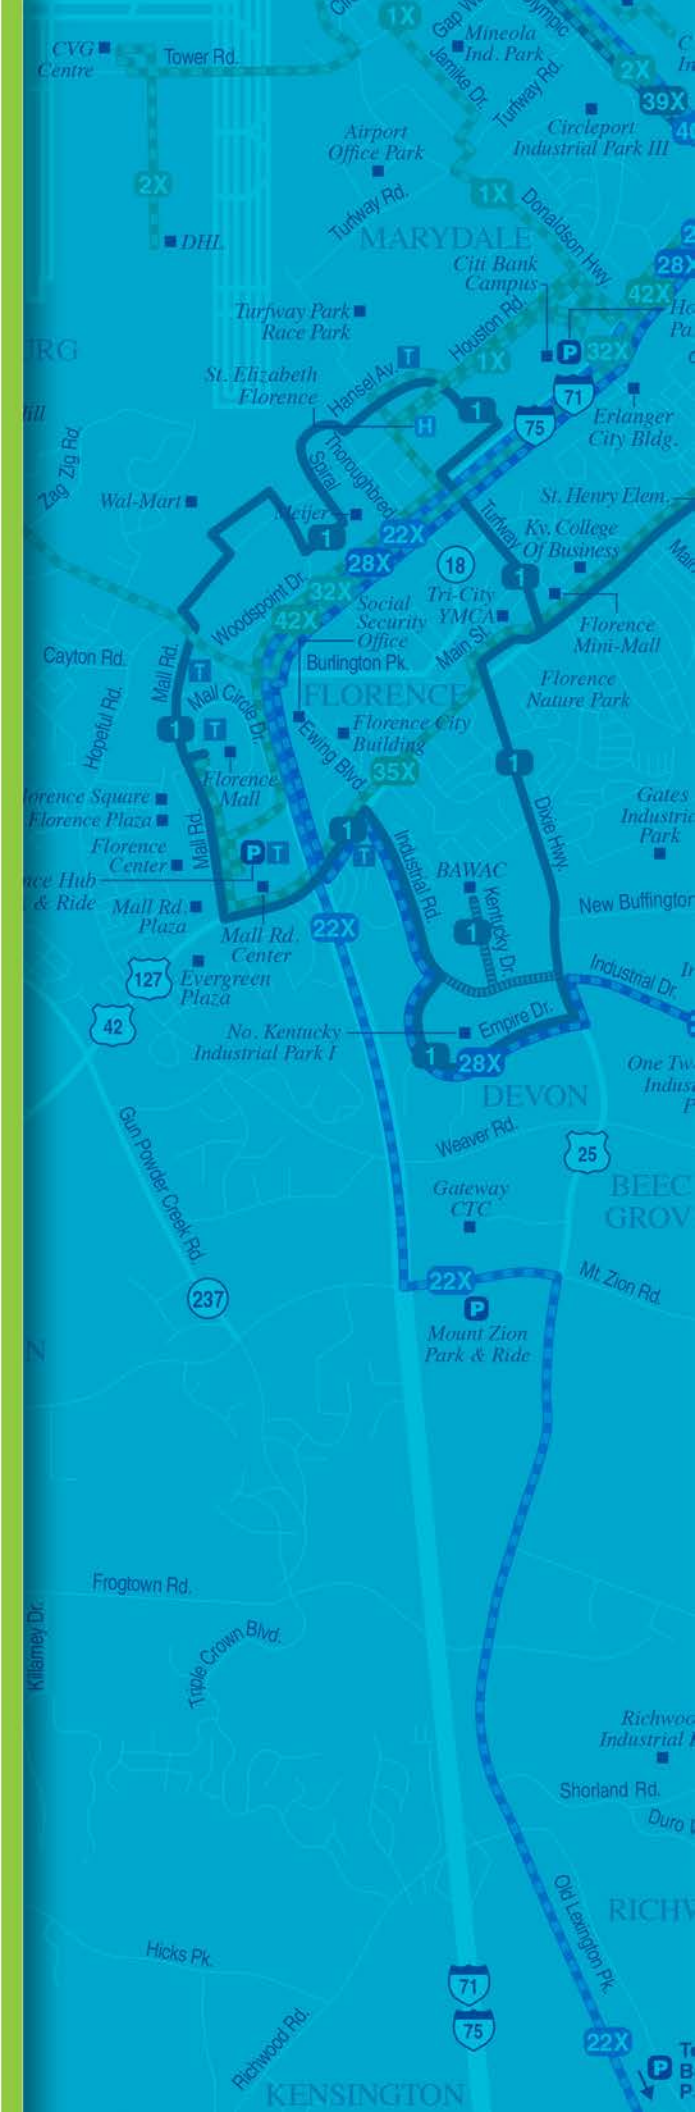 1X
Gap
Olympic
CVG
Centre
Tower Rd.
Mineola
Ind. Park
Jamike Dr.
Turfway Rd.
2X
39X
Airport
Office Park
Circleport
Industrial Park III
2X
1X
Turfway Rd.
Donaldson Hwy
DHL
MARYDALE
Citi Bank
Campus
28X
42X
Turfway Park
Race Park
Houston Rd.
1X
P
32X
T
St. Elizabeth
Florence
Hansel Av.
71
75
1
Erlanger
City Bldg.
H
Zag Zig Rd
Thoroughbred
Spiral
Wal-Mart
Meijer
1
St. Henry Elem.
Turfway
22X
28X
18
Ky. College
Of Business
Main
32X
42X
Woodspoint Dr.
Social
Security
Office
Tri-City
YMCA
1
Florence
Mini-Mall
Main St.
Cayton Rd.
Burlington Pk.
Mall Rd.
T
Hopeful Rd.
Mall Circle Dr.
FLORENCE
Florence
Nature Park
1
T
Ewing Blvd.
Florence City
Building
35X
1
Florence
Mall
Florence Square
Florence Plaza
Mall Rd.
Dixie Hwy.
Gates
Park
Florence
Center
P
T
1
T
Industrial Rd.
BAWAC
Kentucky Dr.
Hub
& Ride
Mall Rd.
Plaza
Mall Rd.
Center
22X
1
New Buffington
127
Evergreen
Plaza
Industrial Dr.
42
No. Kentucky
Industrial Park I
Empire Dr.
1
28X
One
DEVON
Gun Powder Creek Rd.
Weaver Rd.
25
Gateway
CTC
22X
Mt. Zion Rd.
237
P
Mount Zion
Park & Ride
Frogtown Rd.
Killarney Dr.
Triple Crown Blvd.
Shorland Rd.
Duro
Old Lexington Pk.
Hicks Pk.
71
75
Richwood Rd.
22X
P
KENSINGTON